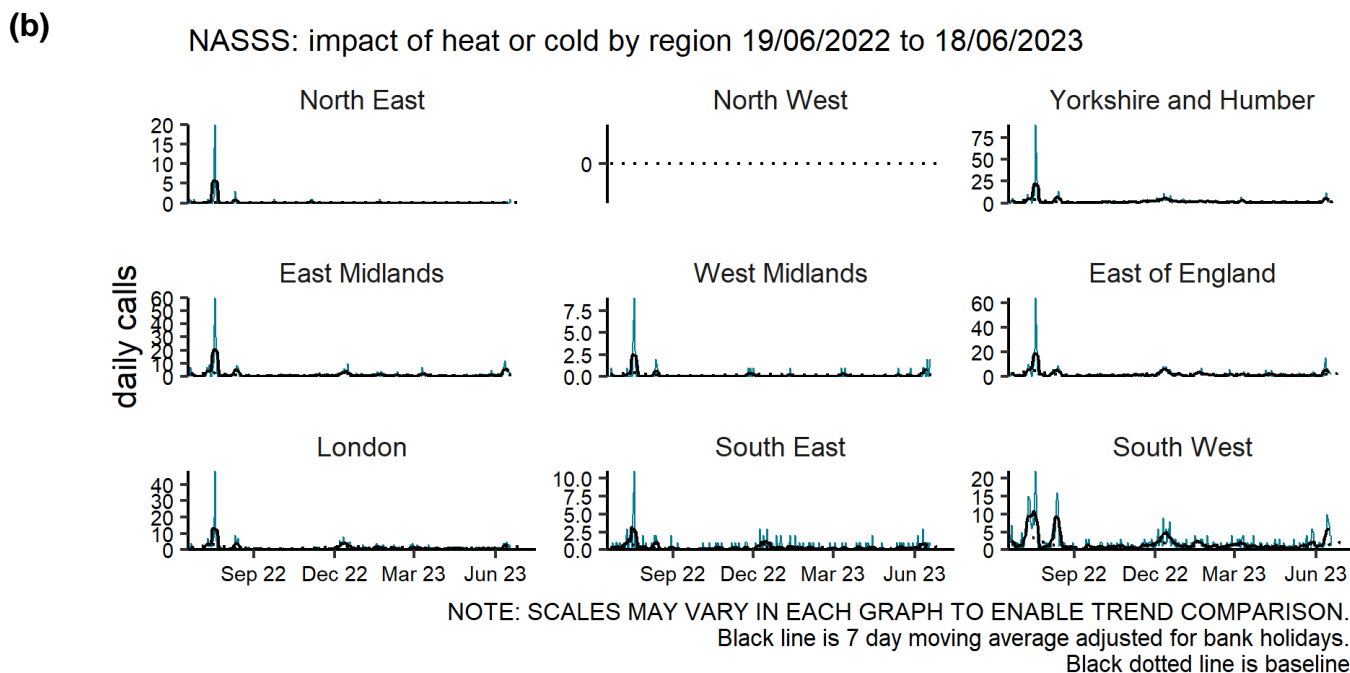 (b)
NASSS: impact of heat or cold by region 19/06/2022 to 18/06/2023
daily calls
North East
20
15
10
5
0
North West
0
Yorkshire and Humber
75
50
25
0
East Midlands
60
50
40
30
20
10
0
West Midlands
7.5
5.0
2.5
0.0
East of England
60
40
20
0
London
40
30
20
10
0
Sep 22 Dec 22 Mar 23 Jun 23
South East
10.0
7.5
5.0
2.5
0.0
Sep 22 Dec 22 Mar 23 Jun 23
South West
20
15
10
5
0
Sep 22 Dec 22 Mar 23 Jun 23
NOTE: SCALES MAY VARY IN EACH GRAPH TO ENABLE TREND COMPARISON.
Black line is 7 day moving average adjusted for bank holidays.
Black dotted line is baseline